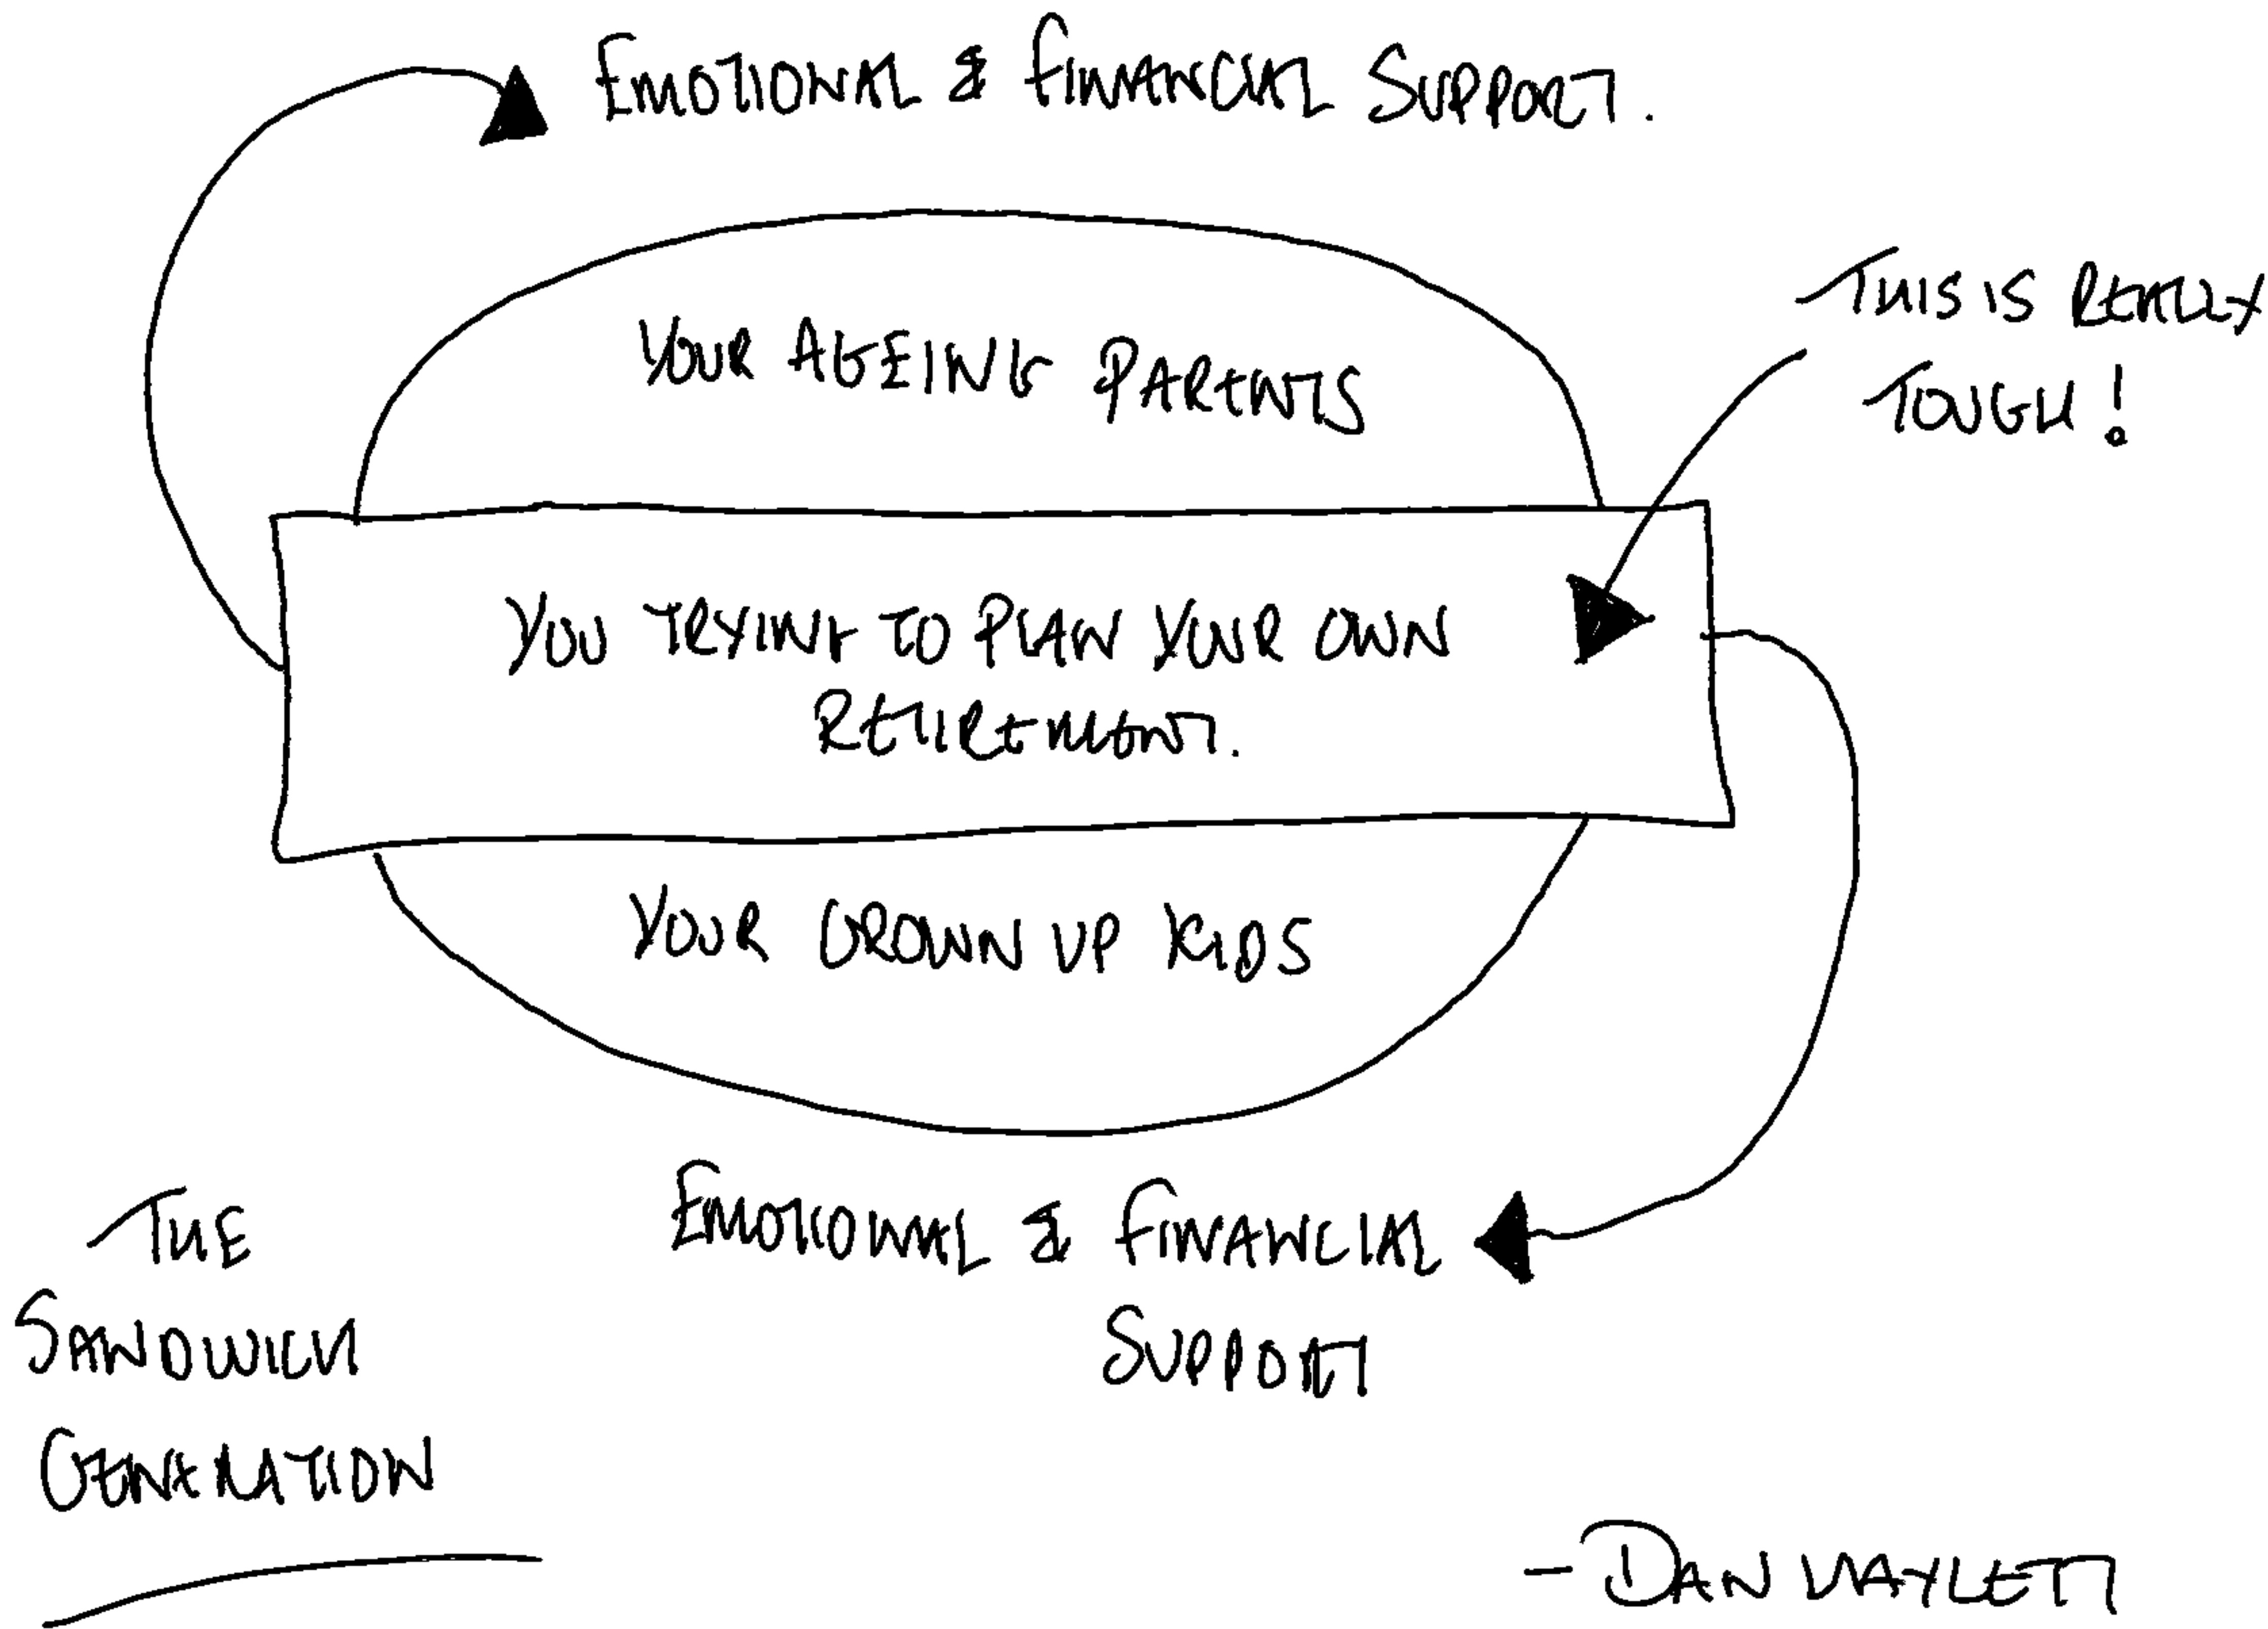 EMOTIONAL & FINANCIAL SUPPORT.
YOUR AGEING PARENTS
THIS IS REALLY
TOUGH!
YOU TRYING TO PLAN YOUR OWN
RETIREMENT.
YOUR GROWN UP KIDS
EMOTIONAL & FINANCIAL
SUPPORT
THE
SANDWICH
GENERATION
- DAN HAYLETT